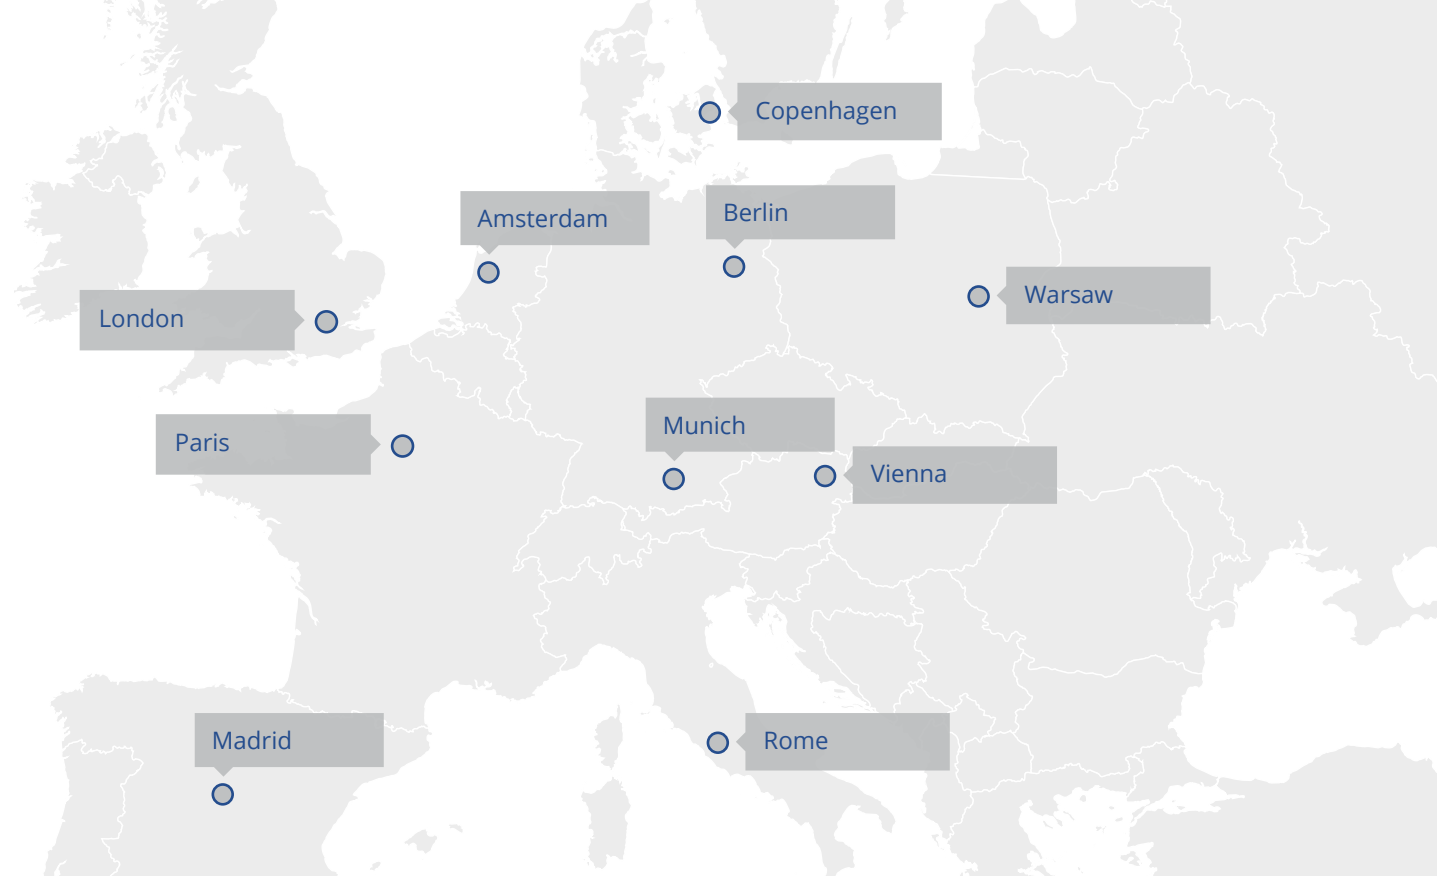 Copenhagen
Amsterdam
Berlin
Warsaw
London
Paris
Munich
Vienna
Madrid
Rome